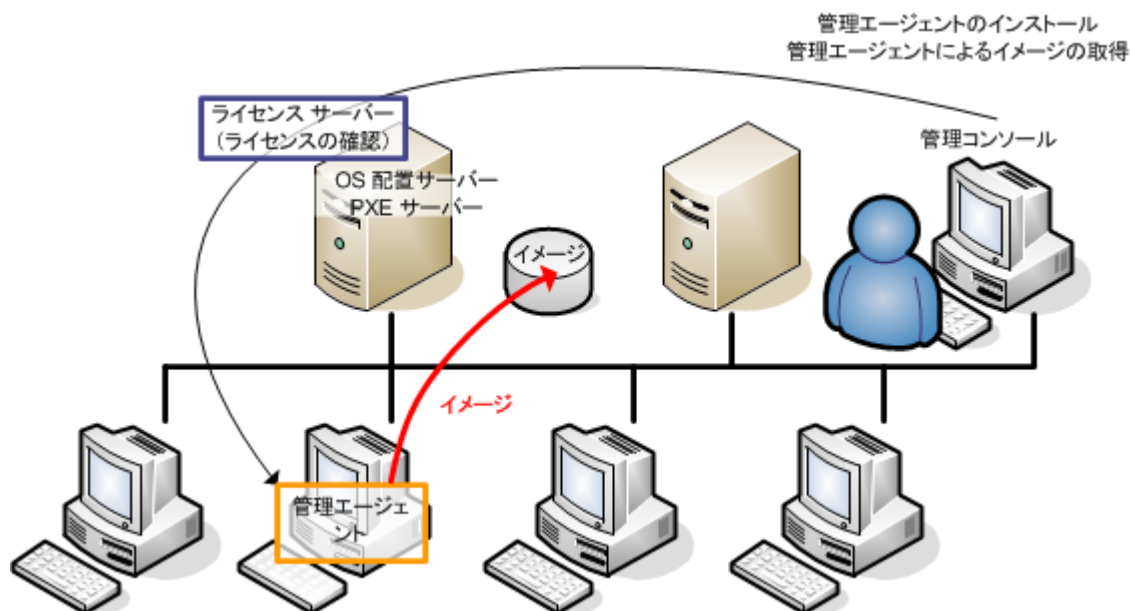 管理エージェントのインストール
管理エージェントによるイメージの取得
ライセンス サーバー
(ライセンスの確認)
管理コンソール
OS 配置サーバー
PXE サーバー
イメージ
イメージ
管理エージェ
ント